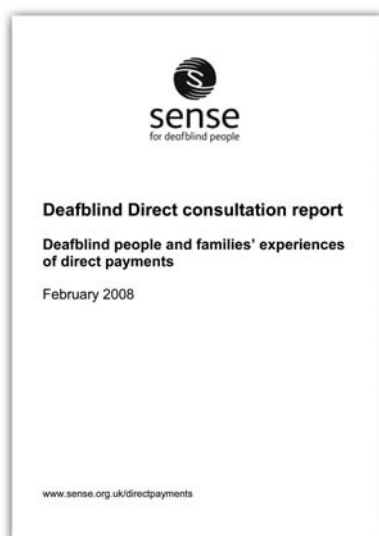 sense
for deafblind people
Deafblind Direct consultation report
Deafblind people and families' experiences
of direct payments
February 2008
www.sense.org.uk/directpayments